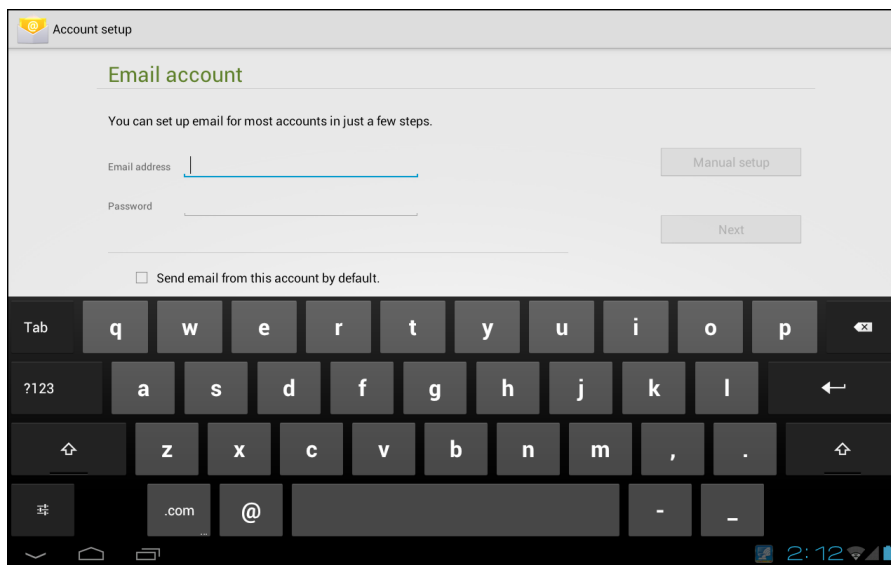 Account setup
Email account
You can set up email for most accounts in just a few steps.
Email address
Manual setup
Password
Next
Send email from this account by default.
Tab q w e r t y u i o p
?123 a s d f g h j k l
z x c v b n m , .
.com @ - _
...
2:12